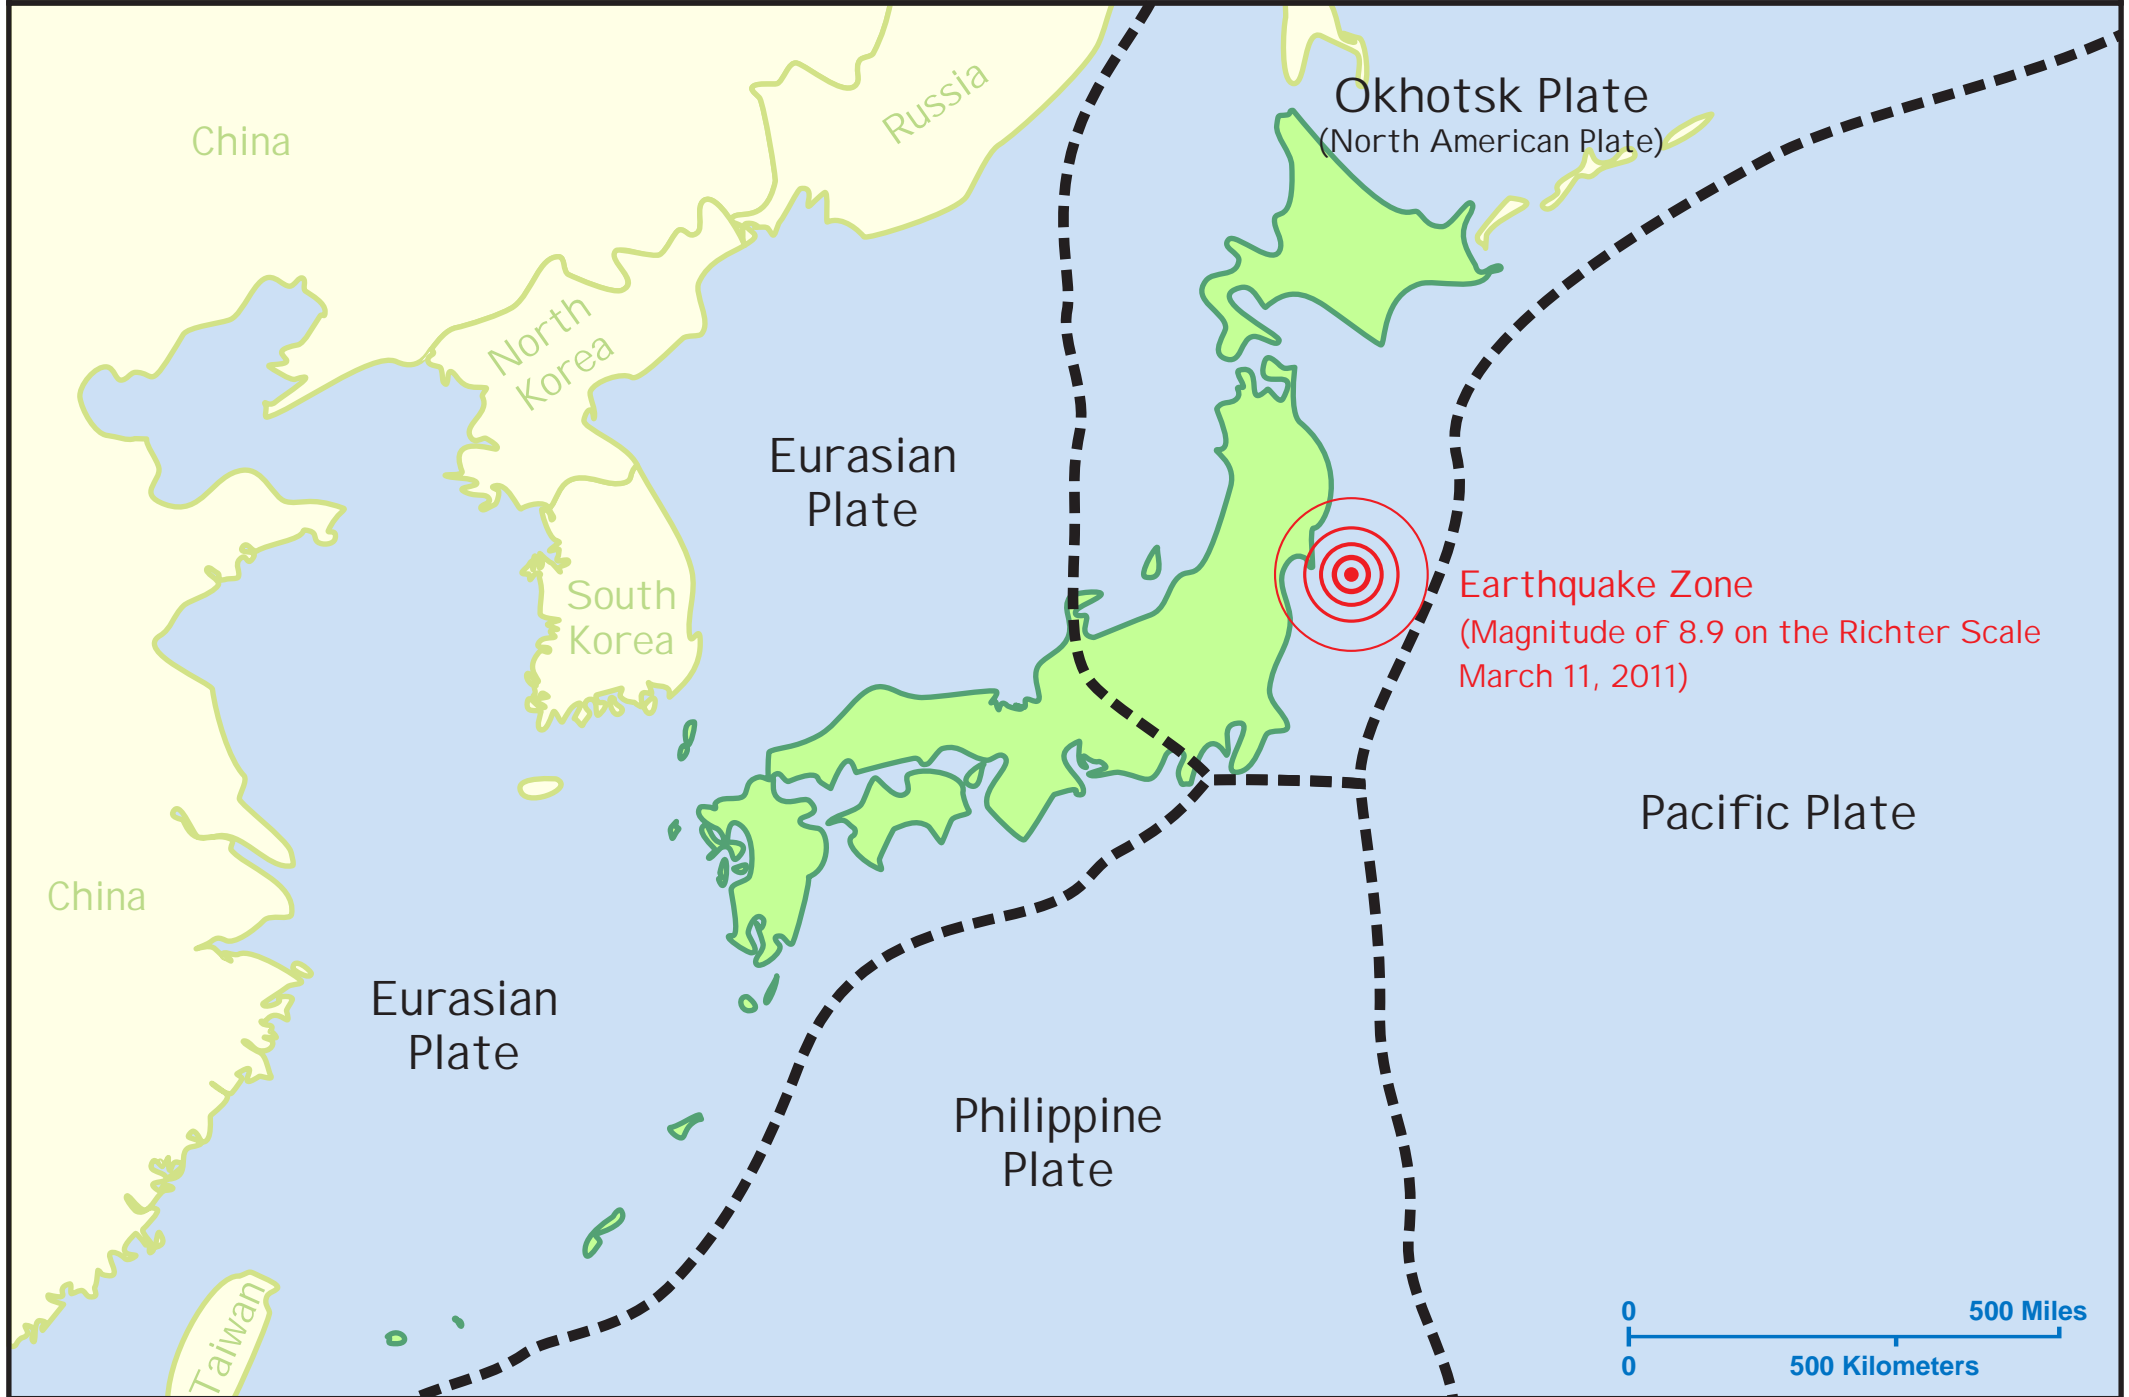 China
Russia
Okhotsk Plate
(North American Plate)
North
Korea
Eurasian
Plate
South
Korea
Earthquake Zone
(Magnitude of 8.9 on the Richter Scale
March 11, 2011)
Pacific Plate
China
Eurasian
Plate
Philippine
Plate
Taiwan
0 500 Miles
0 500 Kilometers